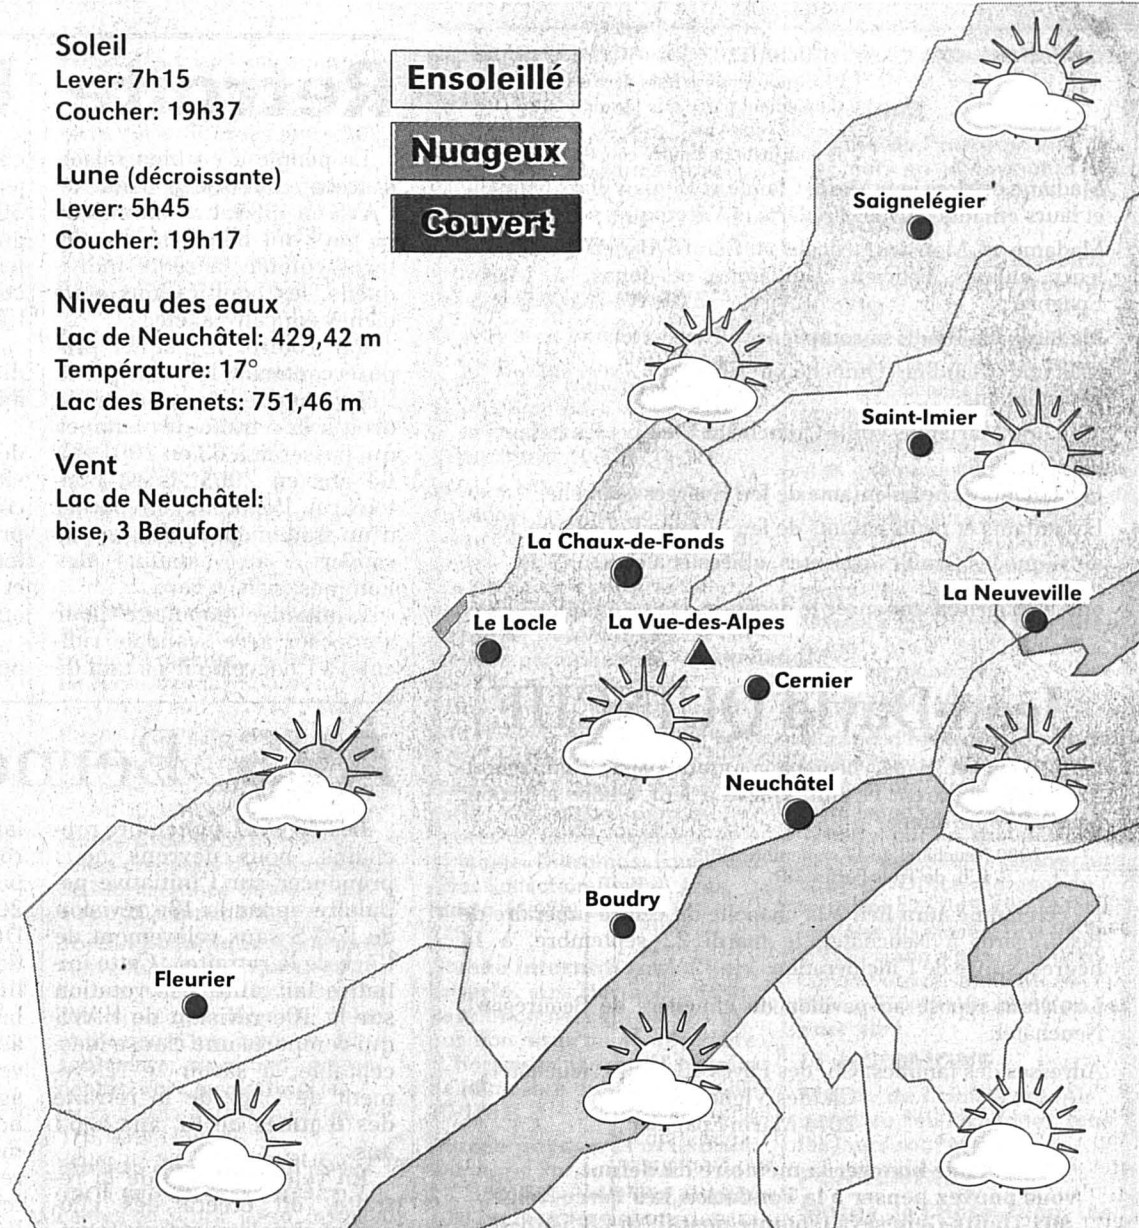 Soleil
Lever: 7h15
Coucher: 19h37
Lune (décroissante)
Lever: 5h45
Coucher: 19h17
Niveau des eaux
Lac de Neuchâtel: 429,42 m
Température: 17°
Lac des Brenets: 751,46 m
Vent
Lac de Neuchâtel:
bise, 3 Beaufort
Ensoleillé
Nuageux
Couvert
Saignelégier
Saint-Imier
La Chaux-de-Fonds
La Neuveville
Le Locle
La Vue-des-Alpes
Cernier
Neuchâtel
Boudry
Fleurier